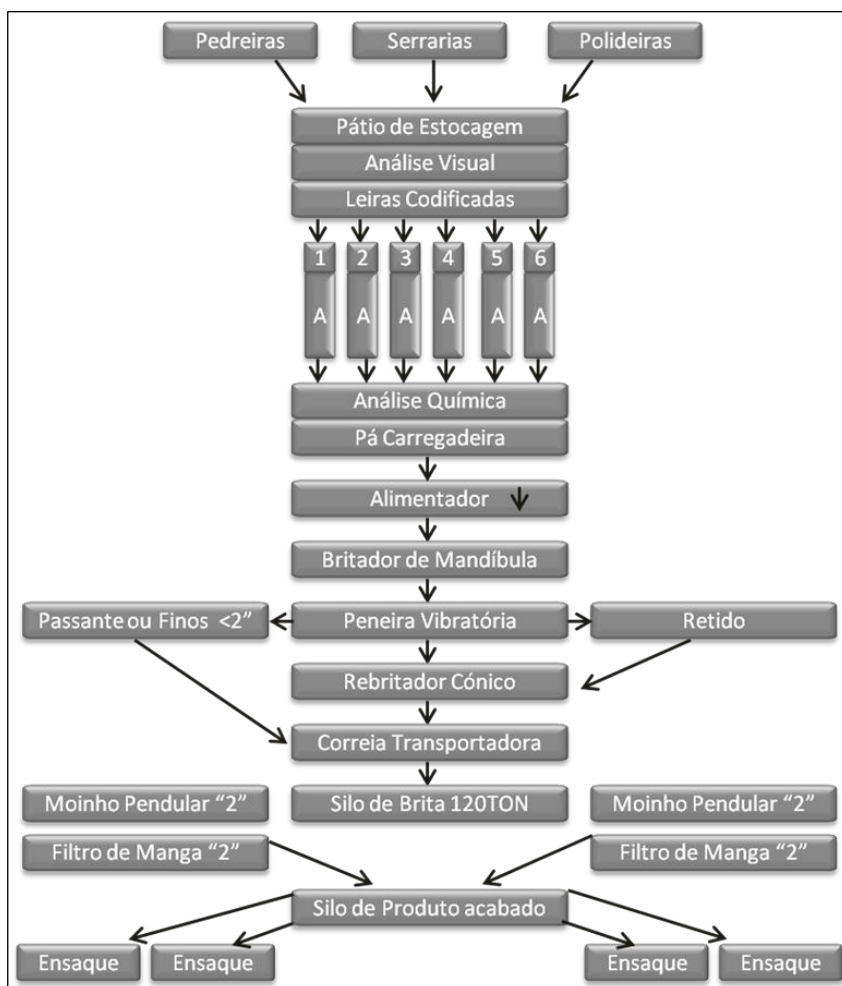 Pedreiras
Serrarias
Polideiras
Pátio de Estocagem
Análise Visual
Leiras Codificadas
1 2 3 4 5 6
A A A A A A
Análise Química
Pá Carregadeira
Alimentador
Britador de Mandíbula
Passante ou Finos <2”
Peneira Vibratória
Retido
Rebritador Cónico
Correia Transportadora
Moinho Pendular “2”
Silo de Brita 120TON
Moinho Pendular “2”
Filtro de Manga “2”
Filtro de Manga “2”
Silo de Produto acabado
Ensaque
Ensaque
Ensaque
Ensaque